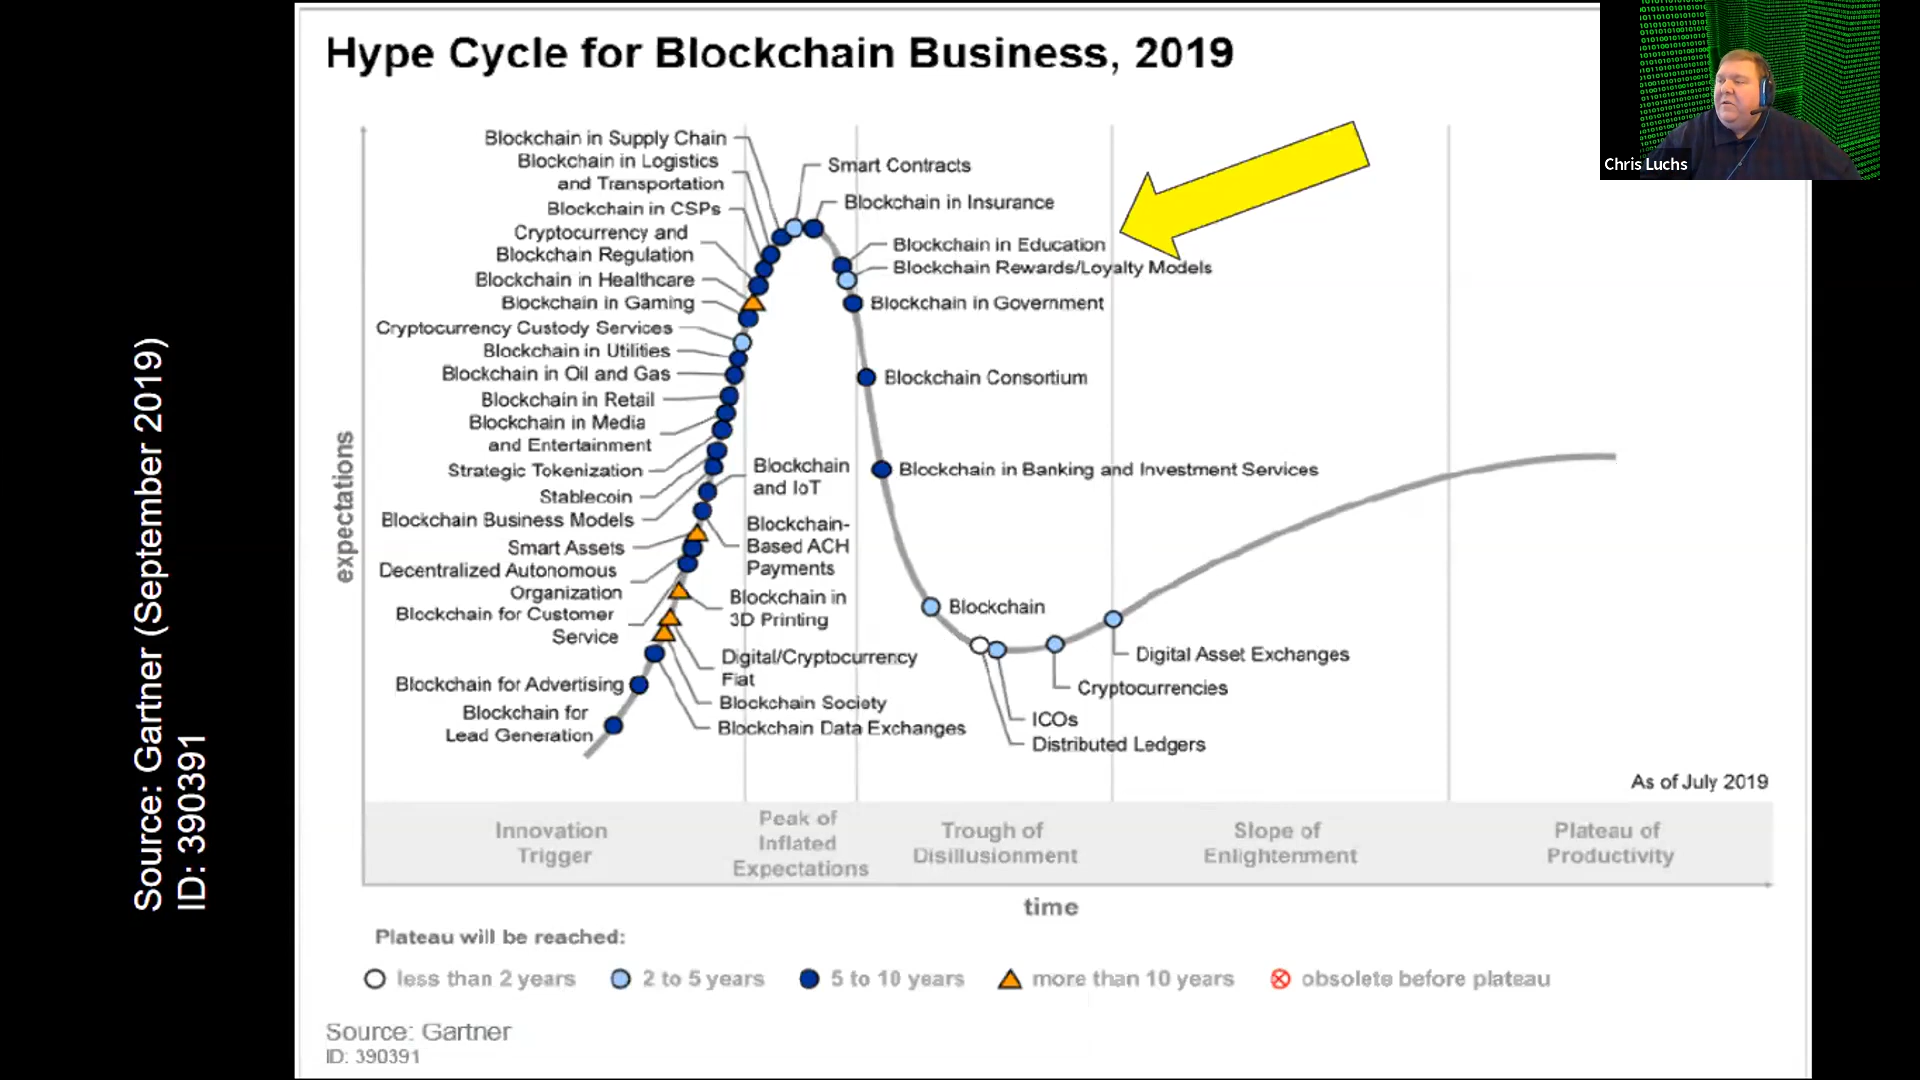 Hype Cycle for Blockchain Business, 2019
Chris Luchs
Source: Gartner (September 2019)
ID: 390391
expectations
Blockchain in Supply Chain
Blockchain in Logistics
and Transportation
Blockchain in CSPs
Cryptocurrency and
Blockchain Regulation
Blockchain in Healthcare
Blockchain in Gaming
Cryptocurrency Custody Services
Blockchain in Utilities
Blockchain in Oil and Gas
Blockchain in Retail
Blockchain in Media
and Entertainment
Strategic Tokenization
Stablecoin
Blockchain Business Models
Smart Assets
Decentralized Autonomous
Organization
Blockchain for Customer
Service
Blockchain for Advertising
Blockchain for
Lead Generation
Smart Contracts
Blockchain in Insurance
Blockchain in Education
Blockchain Rewards/Loyalty Models
Blockchain in Government
Blockchain Consortium
Blockchain in Banking and Investment Services
Blockchain
and IoT
Blockchain-
Based ACH
Payments
Blockchain in
3D Printing
Digital/Cryptocurrency
Fiat
Blockchain Society
Blockchain Data Exchanges
Blockchain
Digital Asset Exchanges
Cryptocurrencies
ICOs
Distributed Ledgers
As of July 2019
Innovation
Trigger
Peak of
Inflated
Expectations
Trough of
Disillusionment
Slope of
Enlightenment
Plateau of
Productivity
time
Plateau will be reached:
less than 2 years
2 to 5 years
5 to 10 years
more than 10 years
obsolete before plateau
Source: Gartner
ID: 390391